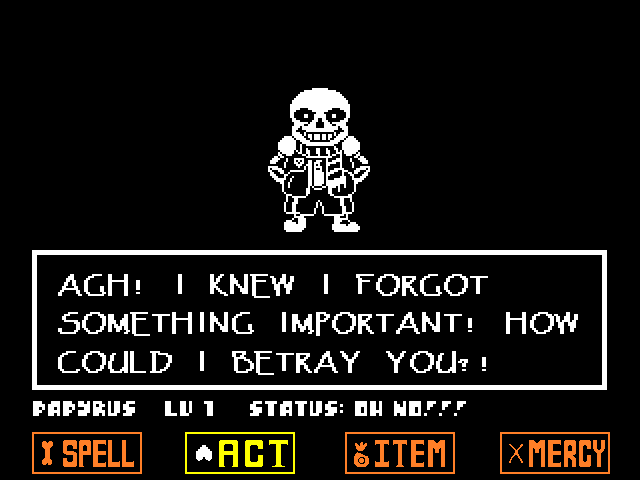 AGH! I KNEW I FORGOT
SOMETHING IMPORTANT! HOW
COULD I BETRAY YOU?!
PAPYRUS LV 1 STATUS: OH NO!!!
SPELL ACT ITEM MERCY